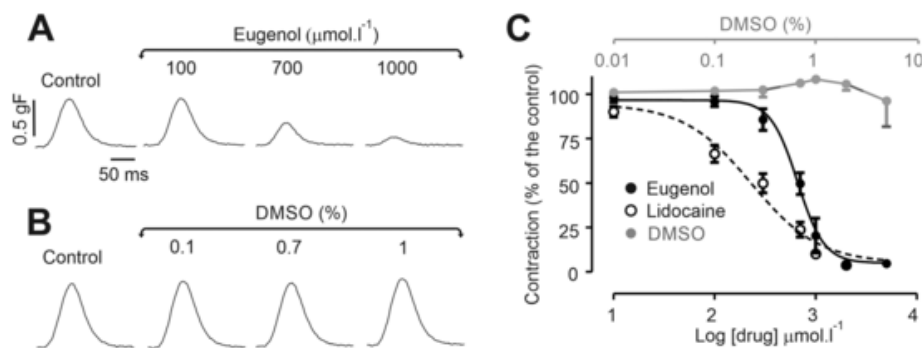 A
Eugenol (μmol.l⁻¹)
Control
100
700
1000
0.5 gF
50 ms
B
DMSO (%)
Control
0.1
0.7
1
C
DMSO (%)
0.01
0.1
1
10
Contraction (% of the control)
100
75
50
25
0
Eugenol
Lidocaine
DMSO
1
2
3
4
Log [drug] μmol.l⁻¹